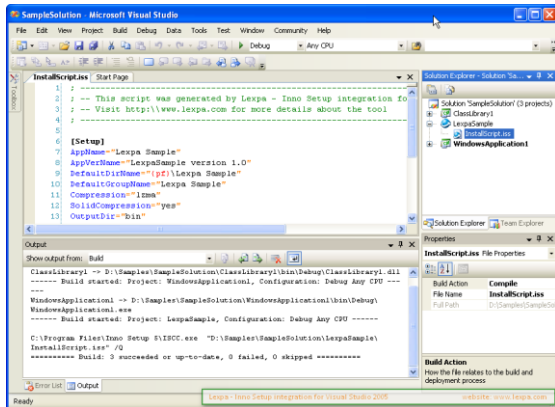 SampleSolution - Microsoft Visual Studio
File Edit View Project Build Debug Data Tools Test Window Community Help
Debug Any CPU
Toolbox
InstallScript.iss Start Page
1 ; ----------------------------------------------------------------
2 ; -- This script was generated by Lexpa - Inno Setup integration fo
3 ; -- Visit http:\\www.lexpa.com for more details about the tool
4 ; ----------------------------------------------------------------
5
6 [Setup]
7 AppName="Lexpa Sample"
8 AppVerName="LexpaSample version 1.0"
9 DefaultDirName="{pf}\Lexpa Sample"
10 DefaultGroupName="Lexpa Sample"
11 Compression="lzma"
12 SolidCompression="yes"
13 OutputDir="bin"
Solution Explorer - Solution 'Sa...
Solution 'SampleSolution' (3 projects)
ClassLibrary1
LexpaSample
InstallScript.iss
WindowsApplication1
Solution Explorer Team Explorer
Output
Show output from: Build
ClassLibrary1 -> D:\Samples\SampleSolution\ClassLibrary1\bin\Debug\ClassLibrary1.dll
------ Build started: Project: WindowsApplication1, Configuration: Debug Any CPU ---
---
WindowsApplication1 -> D:\Samples\SampleSolution\WindowsApplication1\bin\Debug\
WindowsApplication1.exe
------ Build started: Project: LexpaSample, Configuration: Debug Any CPU ------
C:\Program Files\Inno Setup 5\ISCC.exe "D:\Samples\SampleSolution\LexpaSample\
InstallScript.iss" /Q
========== Build: 3 succeeded or up-to-date, 0 failed, 0 skipped ==========
Error List Output
Properties
InstallScript.iss File Properties
Build Action Compile
File Name InstallScript.iss
Full Path D:\Samples\SampleSol
Build Action
How the file relates to the build and
deployment process
Ready
Lexpa - Inno Setup integration for Visual Studio 2005 website: www.lexpa.com